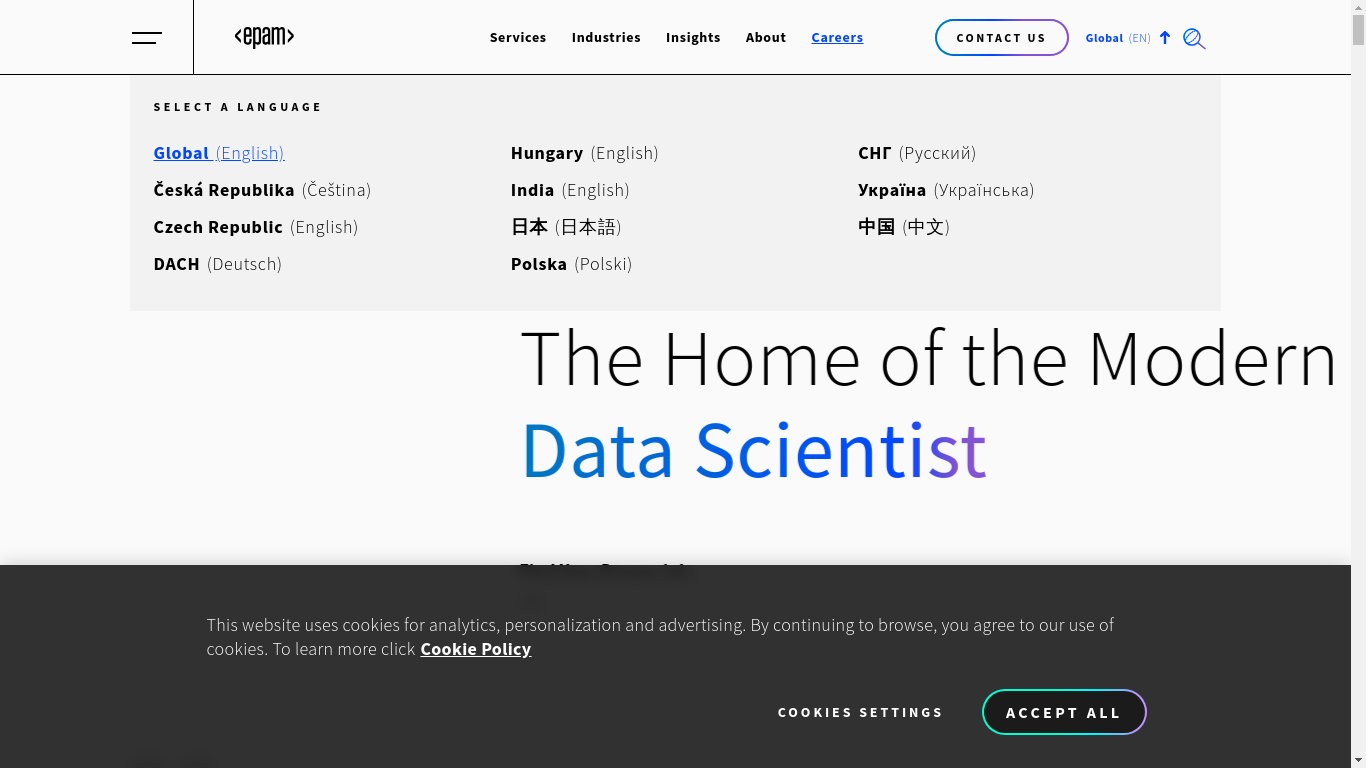 <epam>
Services Industries Insights About Careers
CONTACT US
Global (EN)
SELECT A LANGUAGE
Global (English)
Česká Republika (Čeština)
Czech Republic (English)
DACH (Deutsch)
Hungary (English)
India (English)
日本 (日本語)
Polska (Polski)
СНГ (Русский)
Україна (Українська)
中国 (中文)
The Home of the Modern
Data Scientist
This website uses cookies for analytics, personalization and advertising. By continuing to browse, you agree to our use of
cookies. To learn more click Cookie Policy
COOKIES SETTINGS
ACCEPT ALL